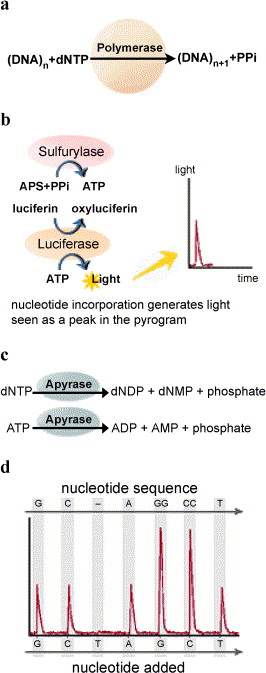 a
Polymerase
(DNA)n+dNTP (DNA)n+1+PPi
b
Sulfurylase
APS+PPi ATP
luciferin oxyluciferin
Luciferase
ATP Light
light
time
nucleotide incorporation generates light
seen as a peak in the pyrogram
c
Apyrase
dNTP dNDP + dNMP + phosphate
Apyrase
ATP ADP + AMP + phosphate
d
nucleotide sequence
G C – A GG CC T
G C T A G C T
nucleotide added